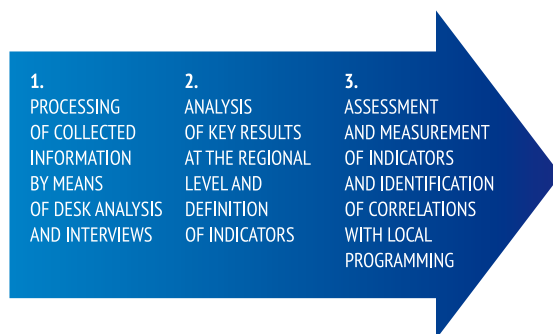 1.
PROCESSING
OF COLLECTED
INFORMATION
BY MEANS
OF DESK ANALYSIS
AND INTERVIEWS
2.
ANALYSIS
OF KEY RESULTS
AT THE REGIONAL
LEVEL AND
DEFINITION
OF INDICATORS
3.
ASSESSMENT
AND MEASUREMENT
OF INDICATORS
AND IDENTIFICATION
OF CORRELATIONS
WITH LOCAL
PROGRAMMING